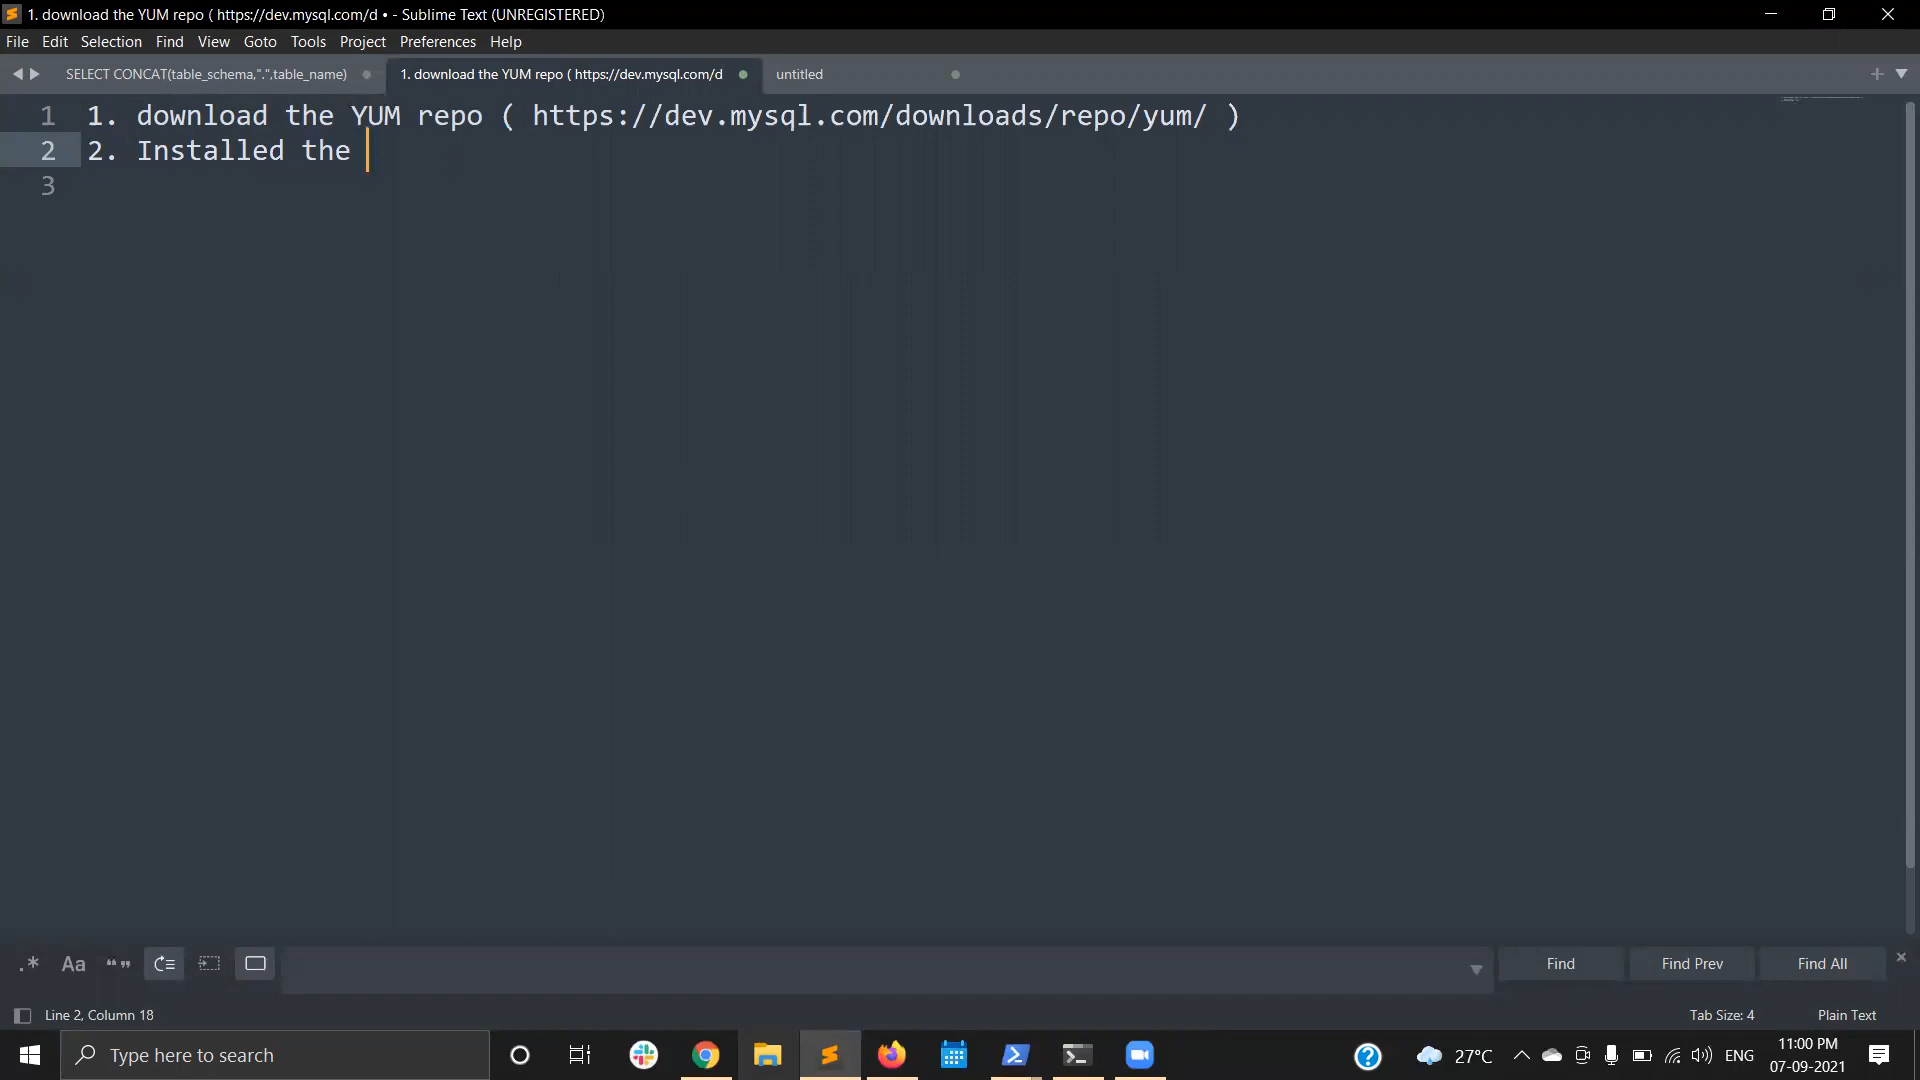 1. download the YUM repo ( https://dev.mysql.com/d • - Sublime Text (UNREGISTERED)
File Edit Selection Find View Goto Tools Project Preferences Help
SELECT CONCAT(table_schema,".",table_name) 1. download the YUM repo ( https://dev.mysql.com/d untitled
1 1. download the YUM repo ( https://dev.mysql.com/downloads/repo/yum/ )
2 2. Installed the
3
.* Aa Find Find Prev Find All
Line 2, Column 18 Tab Size: 4 Plain Text
Type here to search 27°C ENG 11:00 PM
07-09-2021